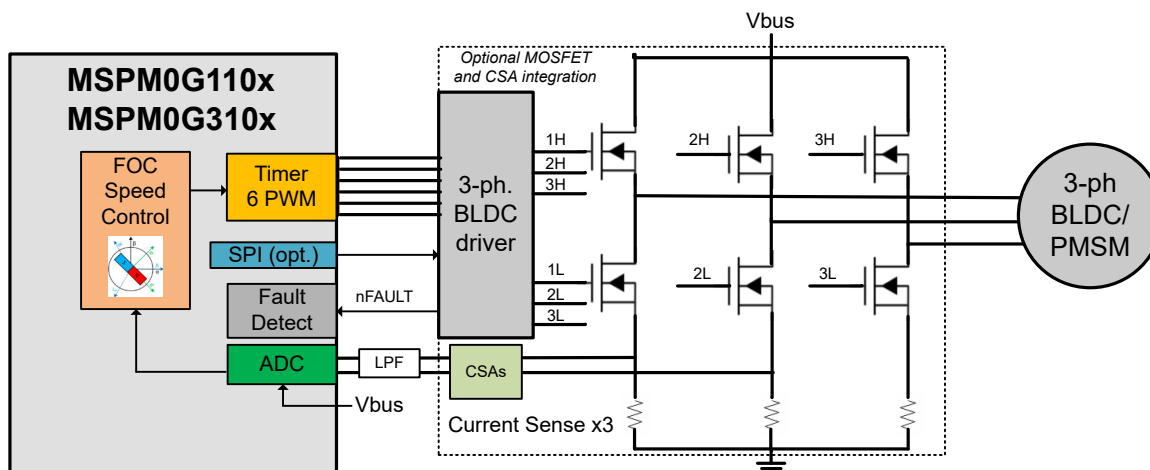 Vbus
Optional MOSFET
and CSA integration
MSPM0G110x
MSPM0G310x
FOC
Speed
Control
Timer
6 PWM
SPI (opt.)
Fault
Detect
nFAULT
ADC
LPF
CSAs
Vbus
3-ph.
BLDC
driver
1H
2H
3H
1L
2L
3L
2H
3H
2L
3L
Current Sense x3
3-ph
BLDC/
PMSM